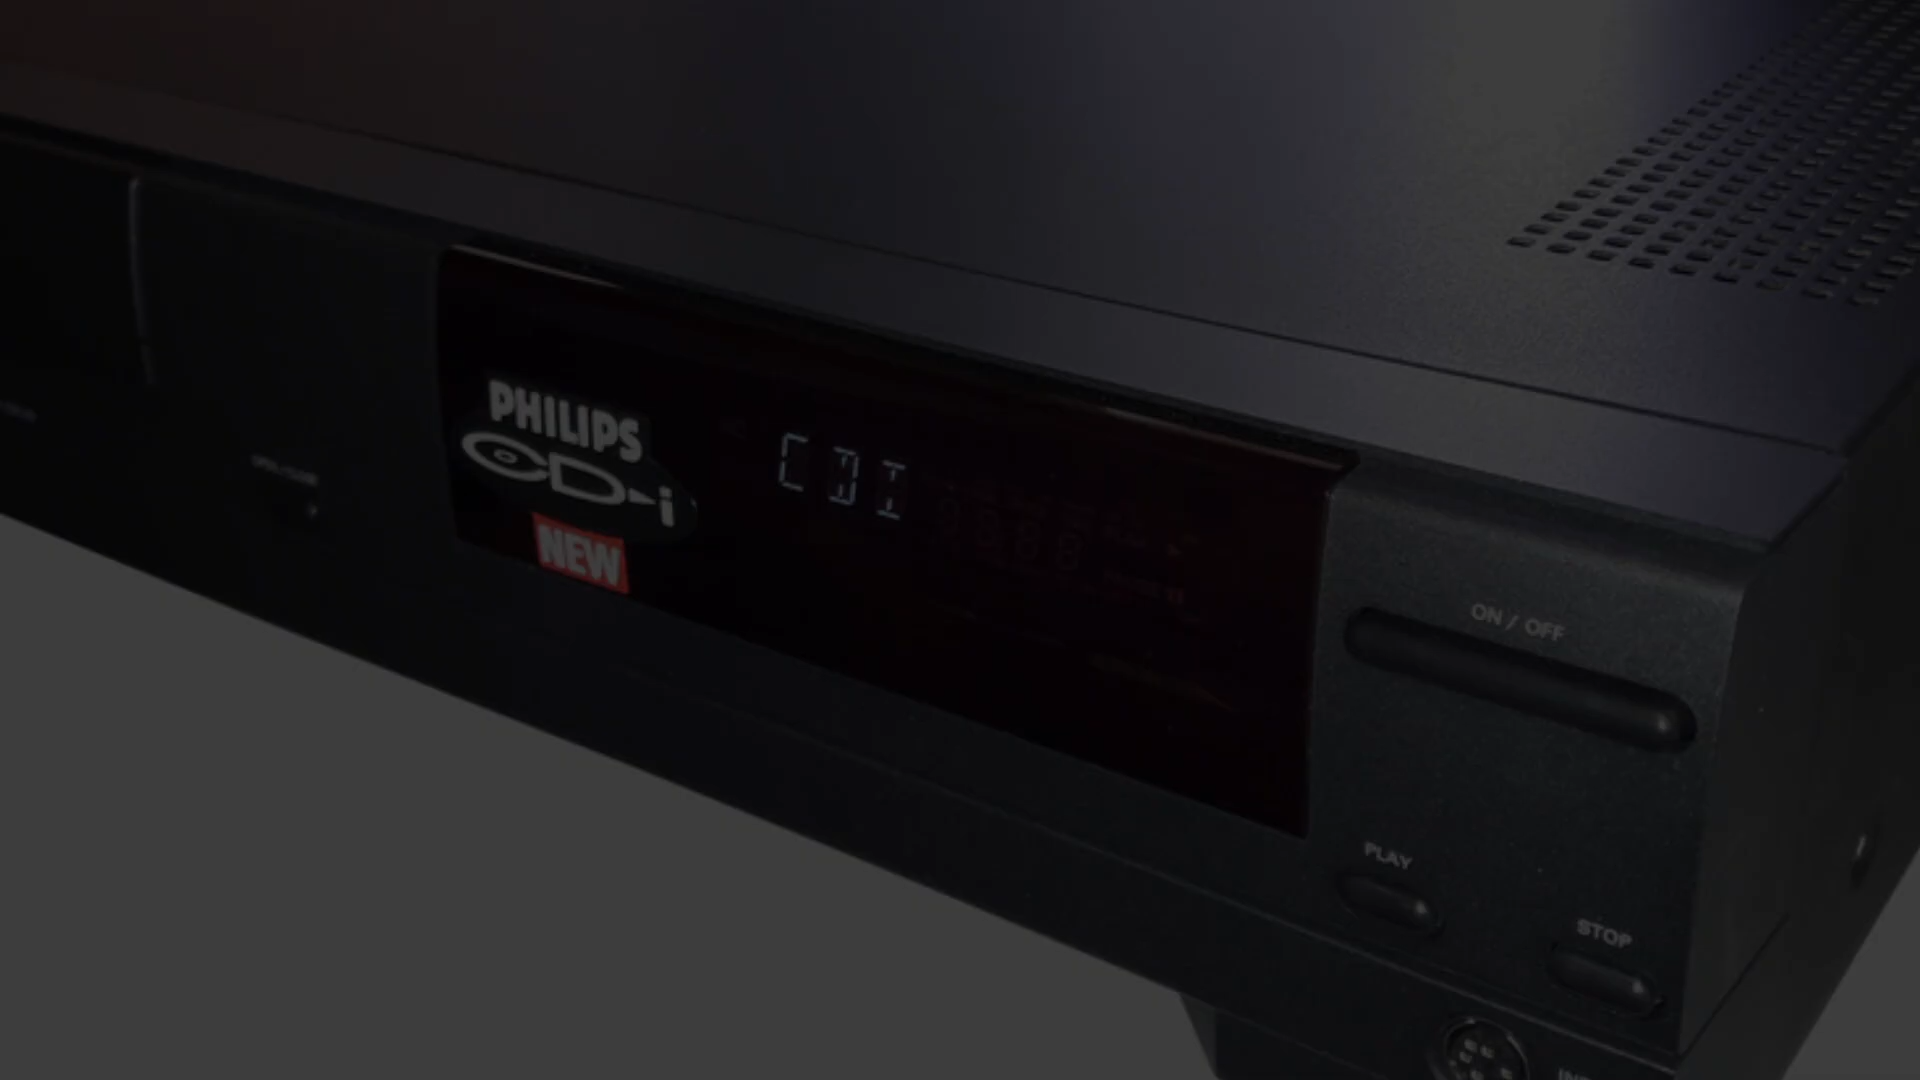 PHILIPS
CD-i
NEW
CDI
ON / OFF
PLAY
STOP